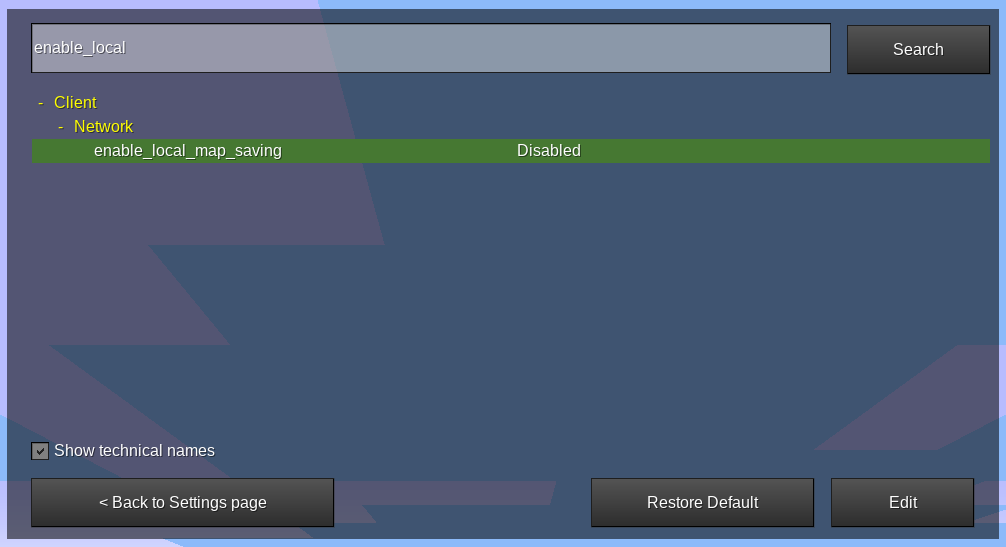 enable_local
Search
- Client
- Network
enable_local_map_saving Disabled
Show technical names
< Back to Settings page
Restore Default
Edit